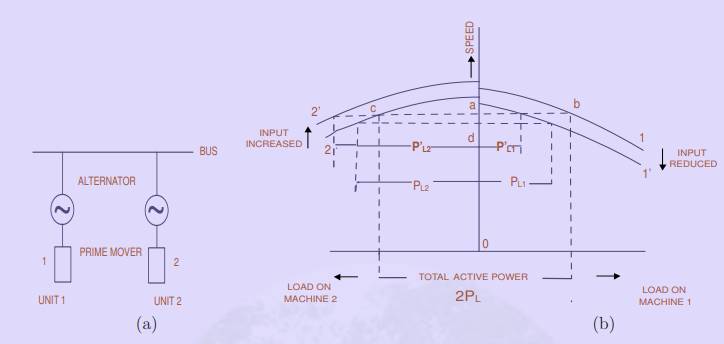 BUS
ALTERNATOR
~
~
PRIME MOVER
1
2
UNIT 1
UNIT 2
(a)
SPEED
2'
c
a
b
INPUT
INCREASED
2
d
P'L2
P'L1
1
INPUT
REDUCED
1'
PL2
PL1
0
LOAD ON
MACHINE 2
TOTAL ACTIVE POWER
2PL
LOAD ON
MACHINE 1
(b)